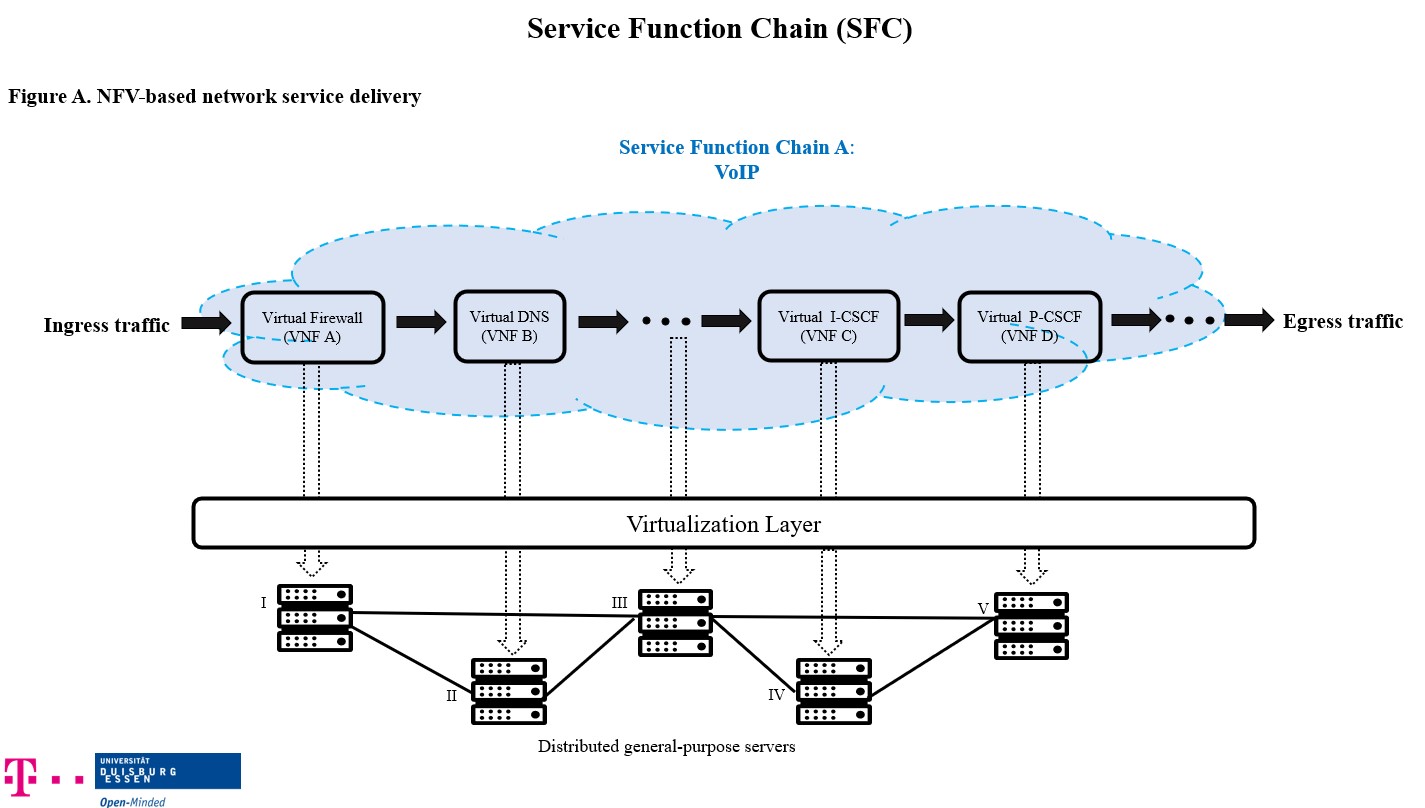 Service Function Chain (SFC)
Figure A. NFV-based network service delivery
Service Function Chain A:
VoIP
Ingress traffic
Virtual Firewall
(VNF A)
Virtual DNS
(VNF B)
Virtual I-CSCF
(VNF C)
Virtual P-CSCF
(VNF D)
Egress traffic
Virtualization Layer
I
II
III
IV
V
Distributed general-purpose servers
T
UNIVERSITÄT
DUISBURG
ESSEN
Open-Minded